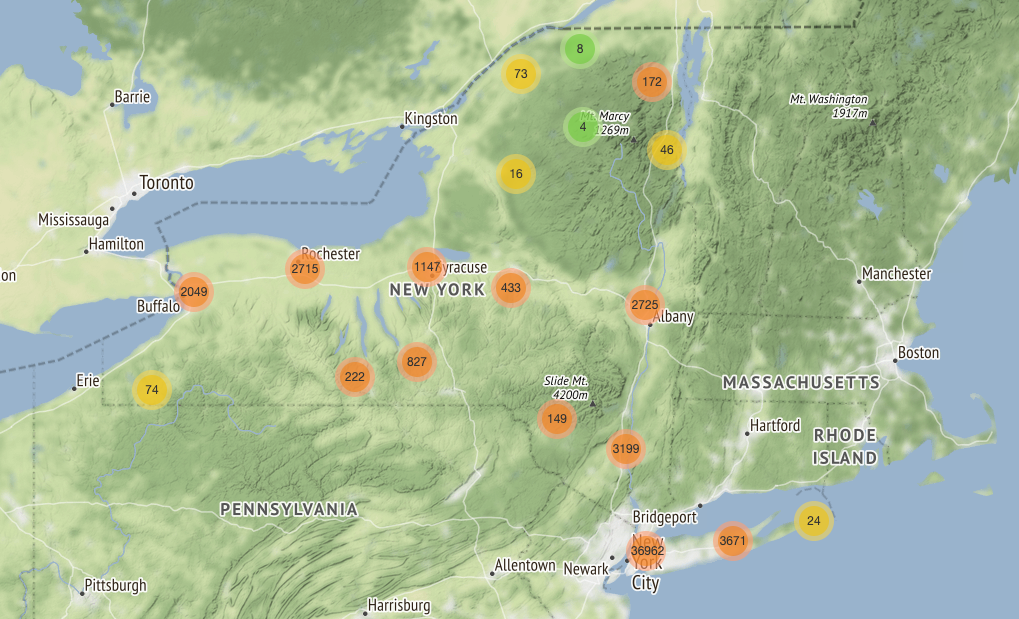 8
73
172
Barrie
Mt. Washington
1917m
Kingston
Mt. Marcy
1269m
4
46
16
Toronto
Mississauga
Hamilton
Rochester
2715
1147
yracuse
on
Manchester
NEW YORK
433
2049
Buffalo
2725
Albany
Boston
827
222
Erie
74
Slide Mt.
4200m
MASSACHUSETTS
149
Hartford
RHODE
ISLAND
3199
PENNSYLVANIA
Bridgeport
24
New
York
City
36962
3671
Allentown
Newark
Pittsburgh
Harrisburg